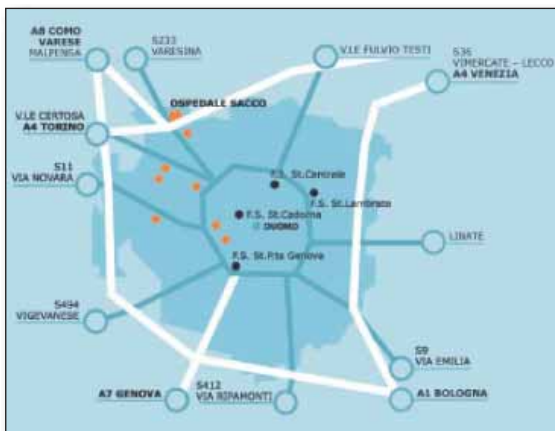 A8 COMO
VARESE
MALPENSA
S233
VARESINA
V.LE FULVIO TESTI
S36
VIMERCATE - LECCO
A4 VENEZIA
OSPEDALE SACCO
V.LE CERTOSA
A4 TORINO
S11
VIA NOVARA
F.S. St.Centrale
F.S. St.Lambrate
F.S. St.Cadorna
DUOMO
LINATE
F.S. St.P.ta Genova
S494
VIGEVANESE
S9
VIA EMILIA
A7 GENOVA
S412
VIA RIPAMONTI
A1 BOLOGNA